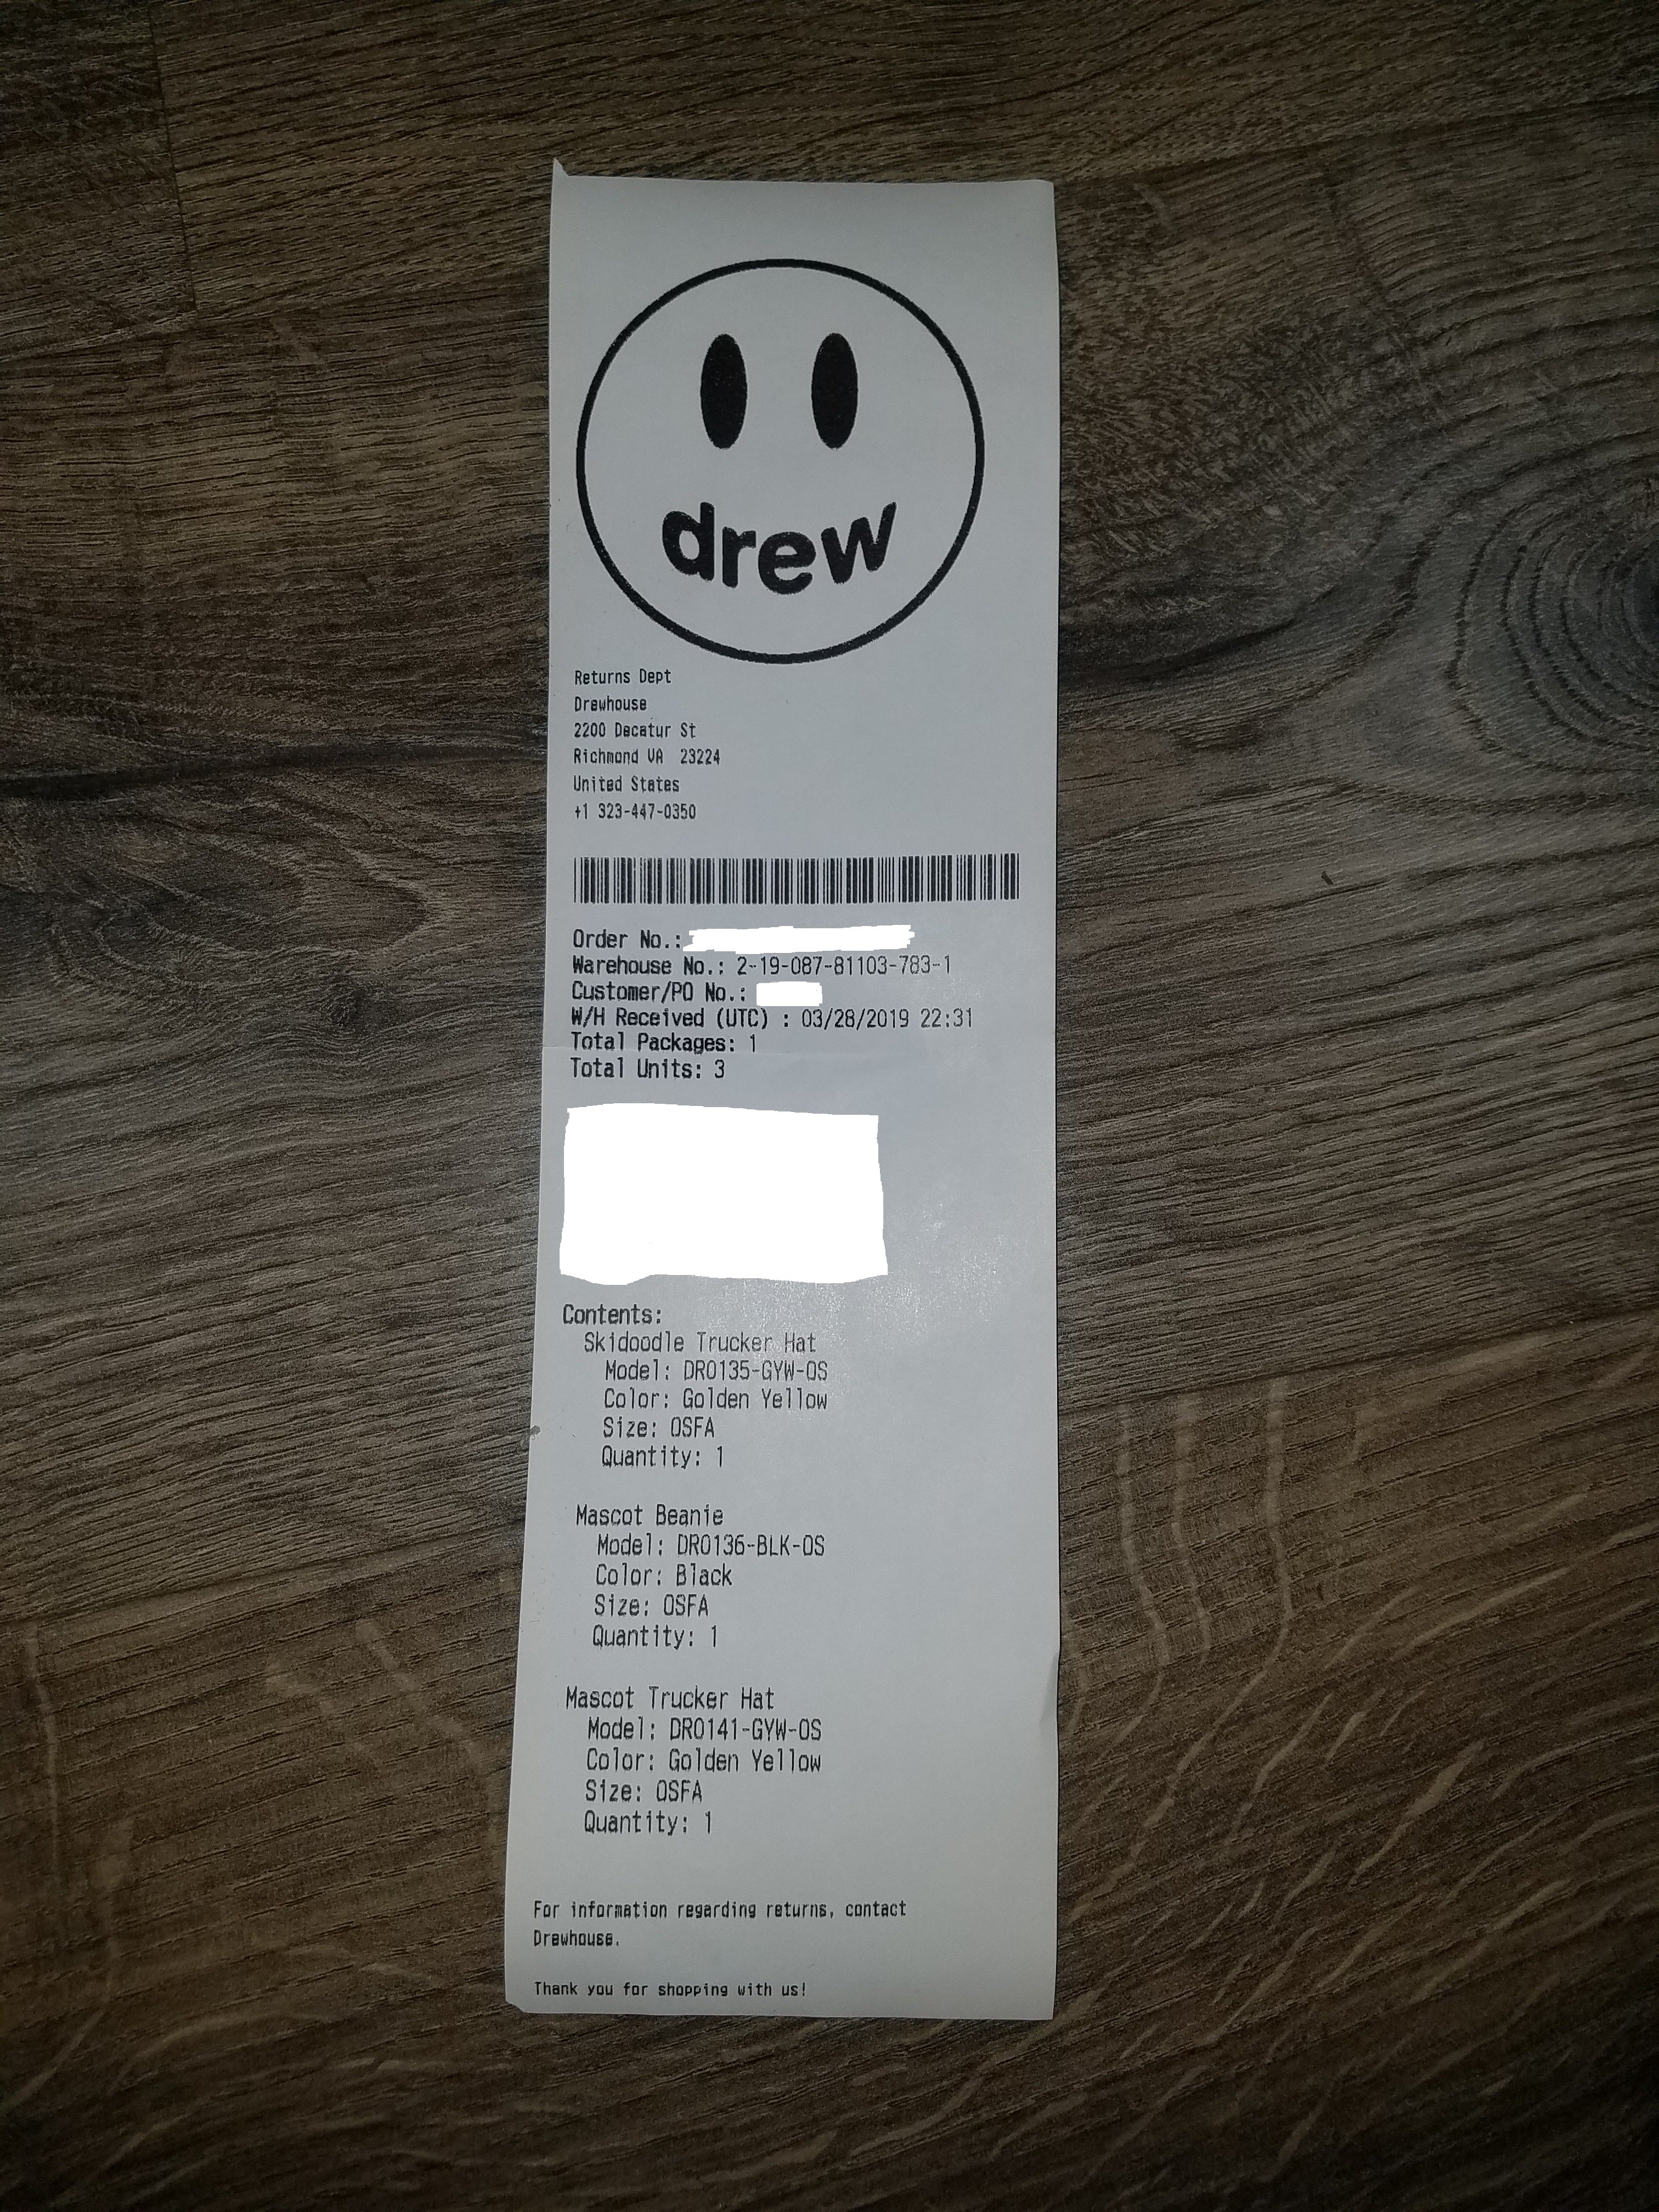 drew
Returns Dept
Drewhouse
2200 Decatur St
Richmond VA 23224
United States
+1 323-447-0350
Order No.:
Warehouse No.: 2-19-087-81103-783-1
Customer/PO No.:
W/H Received (UTC) : 03/28/2019 22:31
Total Packages: 1
Total Units: 3
Contents:
Skidoodle Trucker Hat
Model: DR0135-GYW-OS
Color: Golden Yellow
Size: OSFA
Quantity: 1
Mascot Beanie
Model: DR0136-BLK-OS
Color: Black
Size: OSFA
Quantity: 1
Mascot Trucker Hat
Model: DR0141-GYW-OS
Color: Golden Yellow
Size: OSFA
Quantity: 1
For information regarding returns, contact
Drewhouse.
Thank you for shopping with us!